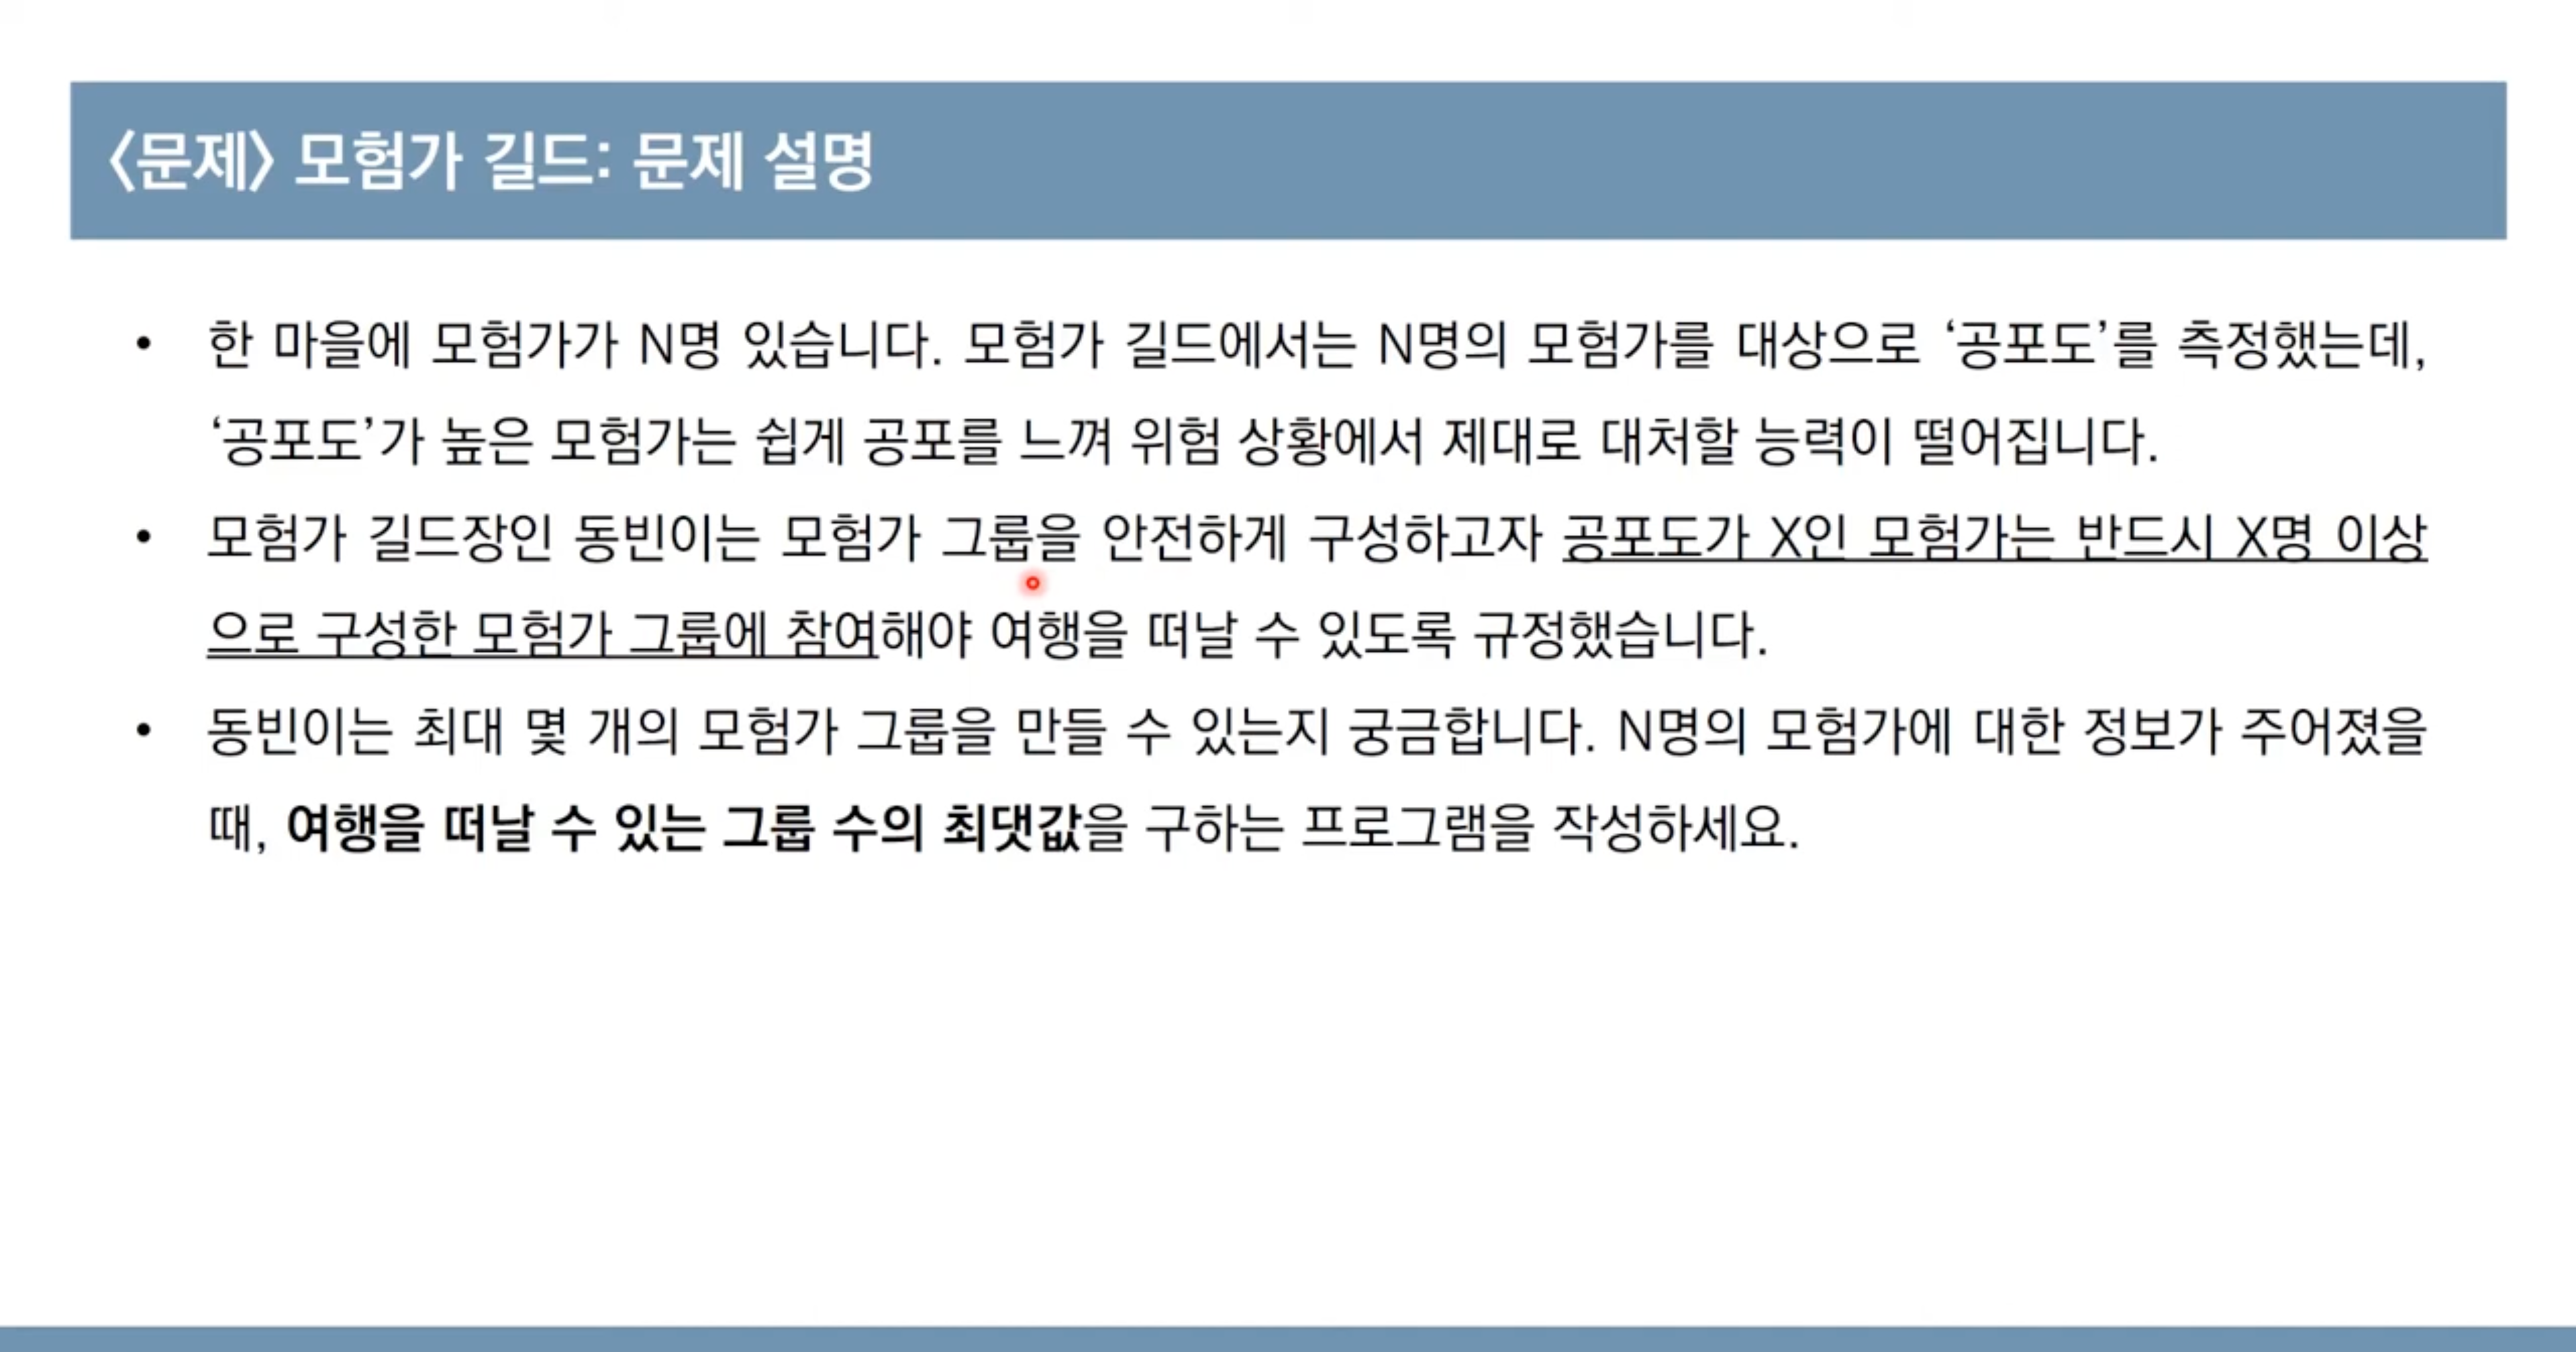 〈문제〉 모험가 길드: 문제 설명
• 한 마을에 모험가가 N명 있습니다. 모험가 길드에서는 N명의 모험가를 대상으로 ‘공포도’를 측정했는데,
‘공포도’가 높은 모험가는 쉽게 공포를 느껴 위험 상황에서 제대로 대처할 능력이 떨어집니다.
• 모험가 길드장인 동빈이는 모험가 그룹을 안전하게 구성하고자 공포도가 X인 모험가는 반드시 X명 이상
으로 구성한 모험가 그룹에 참여해야 여행을 떠날 수 있도록 규정했습니다.
• 동빈이는 최대 몇 개의 모험가 그룹을 만들 수 있는지 궁금합니다. N명의 모험가에 대한 정보가 주어졌을
때, 여행을 떠날 수 있는 그룹 수의 최댓값을 구하는 프로그램을 작성하세요.